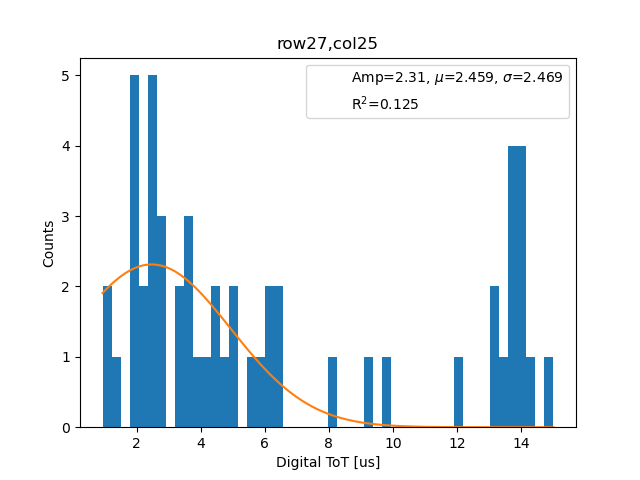 row27,col25
Amp=2.31, μ=2.459, σ=2.469
R²=0.125
5
4
3
2
1
0
Counts
2 4 6 8 10 12 14
Digital ToT [us]